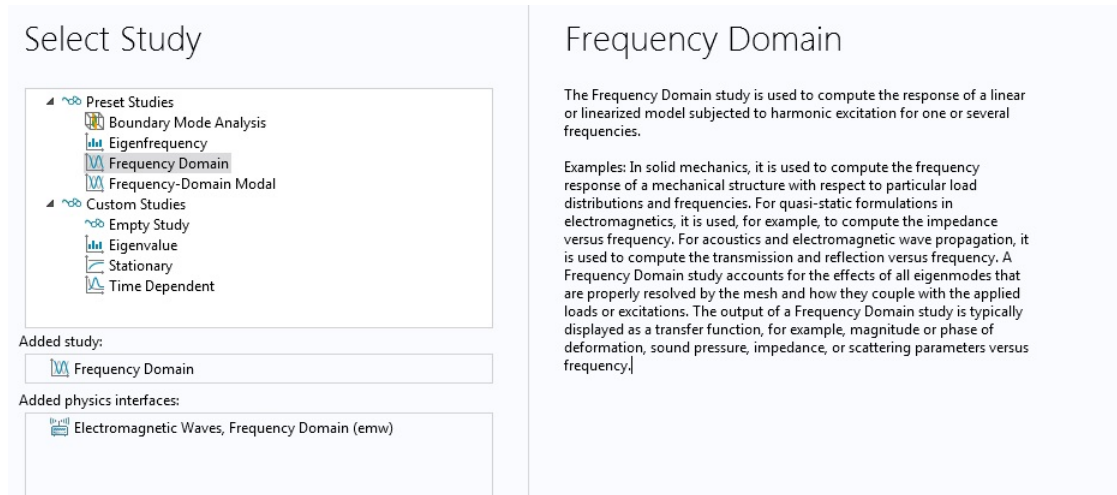 Select Study
Preset Studies
Boundary Mode Analysis
Eigenfrequency
Frequency Domain
Frequency-Domain Modal
Custom Studies
Empty Study
Eigenvalue
Stationary
Time Dependent
Added study:
Frequency Domain
Added physics interfaces:
Electromagnetic Waves, Frequency Domain (emw)
Frequency Domain
The Frequency Domain study is used to compute the response of a linear
or linearized model subjected to harmonic excitation for one or several
frequencies.
Examples: In solid mechanics, it is used to compute the frequency
response of a mechanical structure with respect to particular load
distributions and frequencies. For quasi-static formulations in
electromagnetics, it is used, for example, to compute the impedance
versus frequency. For acoustics and electromagnetic wave propagation, it
is used to compute the transmission and reflection versus frequency. A
Frequency Domain study accounts for the effects of all eigenmodes that
are properly resolved by the mesh and how they couple with the applied
loads or excitations. The output of a Frequency Domain study is typically
displayed as a transfer function, for example, magnitude or phase of
deformation, sound pressure, impedance, or scattering parameters versus
frequency.